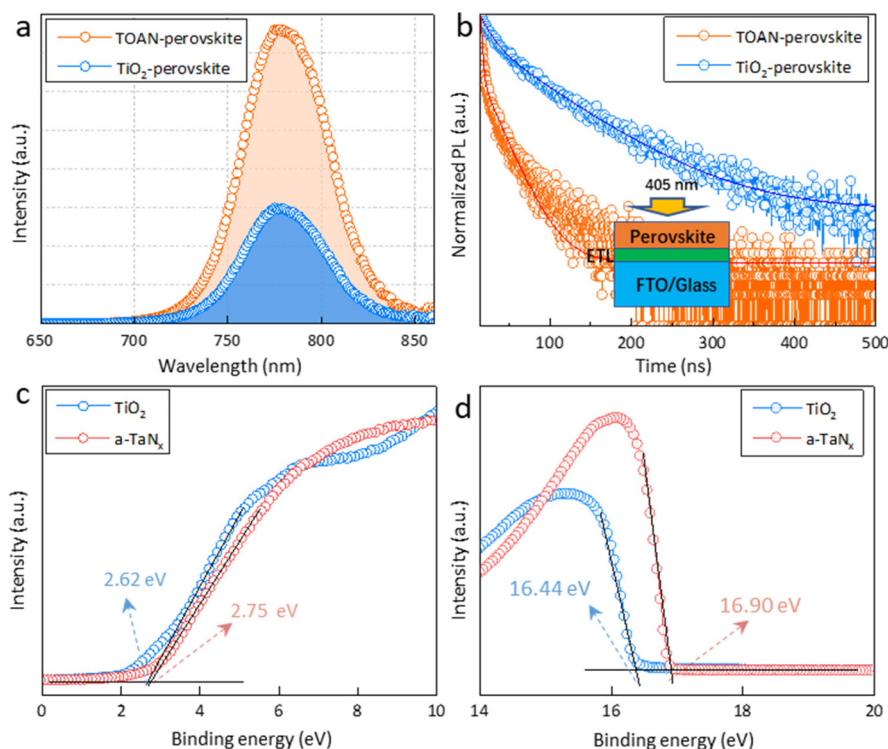 a
TOAN-perovskite
TiO₂-perovskite
Intensity (a.u.)
650
700
750
800
850
Wavelength (nm)
b
TOAN-perovskite
TiO₂-perovskite
Normalized PL (a.u.)
405 nm
Perovskite
ETL
FTO/Glass
100
200
300
400
500
Time (ns)
c
TiO₂
a-TaNₓ
Intensity (a.u.)
2.62 eV
2.75 eV
0
2
4
6
8
10
Binding energy (eV)
d
TiO₂
a-TaNₓ
Intensity (a.u.)
16.44 eV
16.90 eV
14
16
18
20
Binding energy (eV)